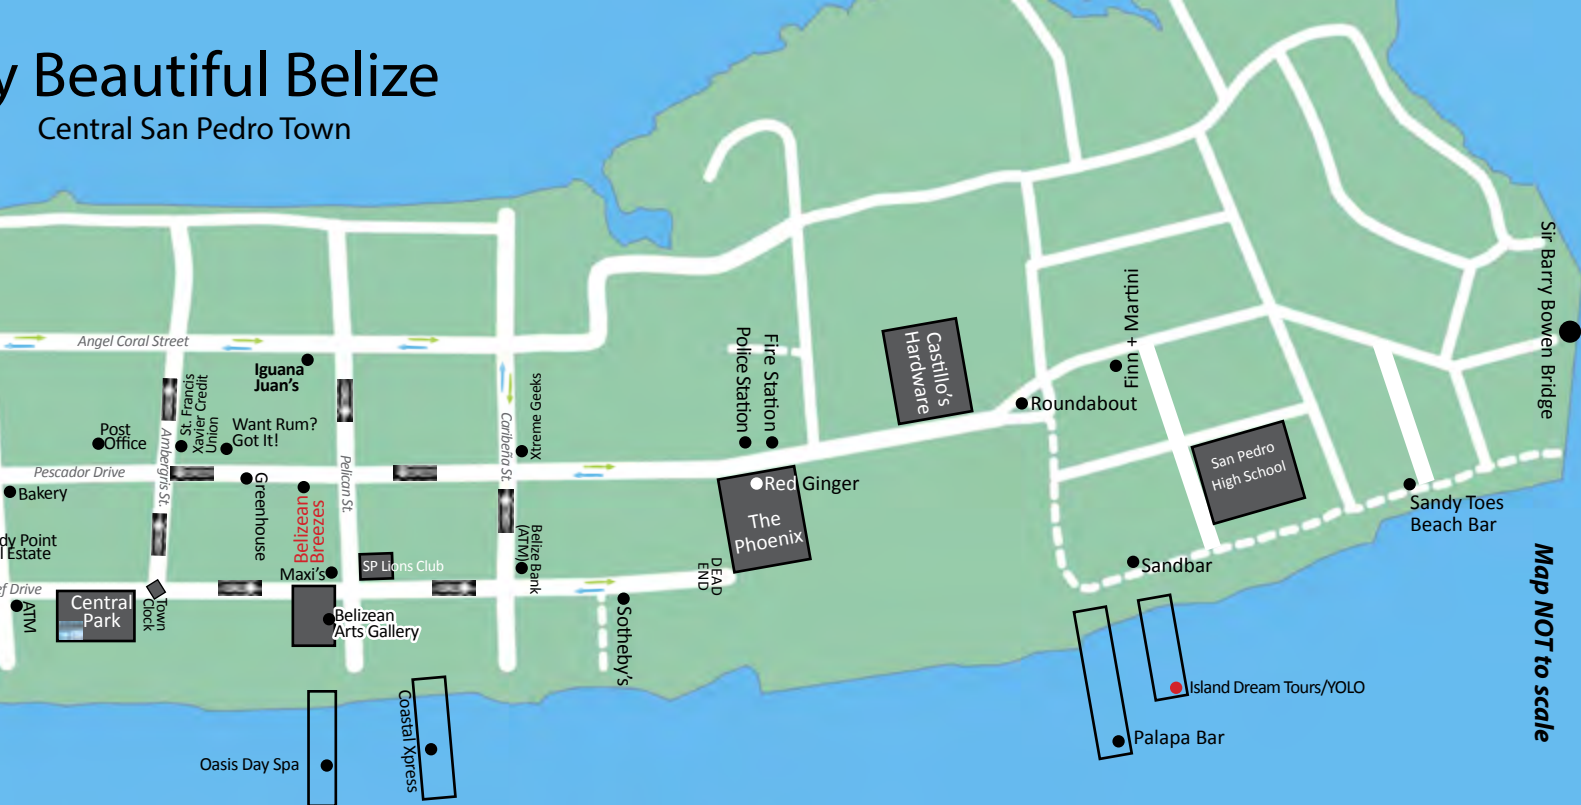 y Beautiful Belize
Central San Pedro Town
Angel Coral Street
Iguana
Juan's
St. Francis
Xavier Credit
Union
Want Rum?
Got It!
Post
Office
Ambergris St.
Pescador Drive
Bakery
Greenhouse
Belizean
Breezes
Pelican St.
Caribeña St.
Xtreme Geeks
Belize Bank
(ATM)
dy Point
l Estate
ef Drive
ATM
Central
Park
Town
Clock
Maxi's
SP Lions Club
Belizean
Arts Gallery
Oasis Day Spa
Coastal Xpress
Sotheby's
DEAD
END
Police Station
Fire Station
Red Ginger
The
Phoenix
Castillo's
Hardware
Roundabout
Finn + Martini
San Pedro
High School
Sir Barry Bowen Bridge
Sandy Toes
Beach Bar
Sandbar
Island Dream Tours/YOLO
Palapa Bar
Map NOT to scale